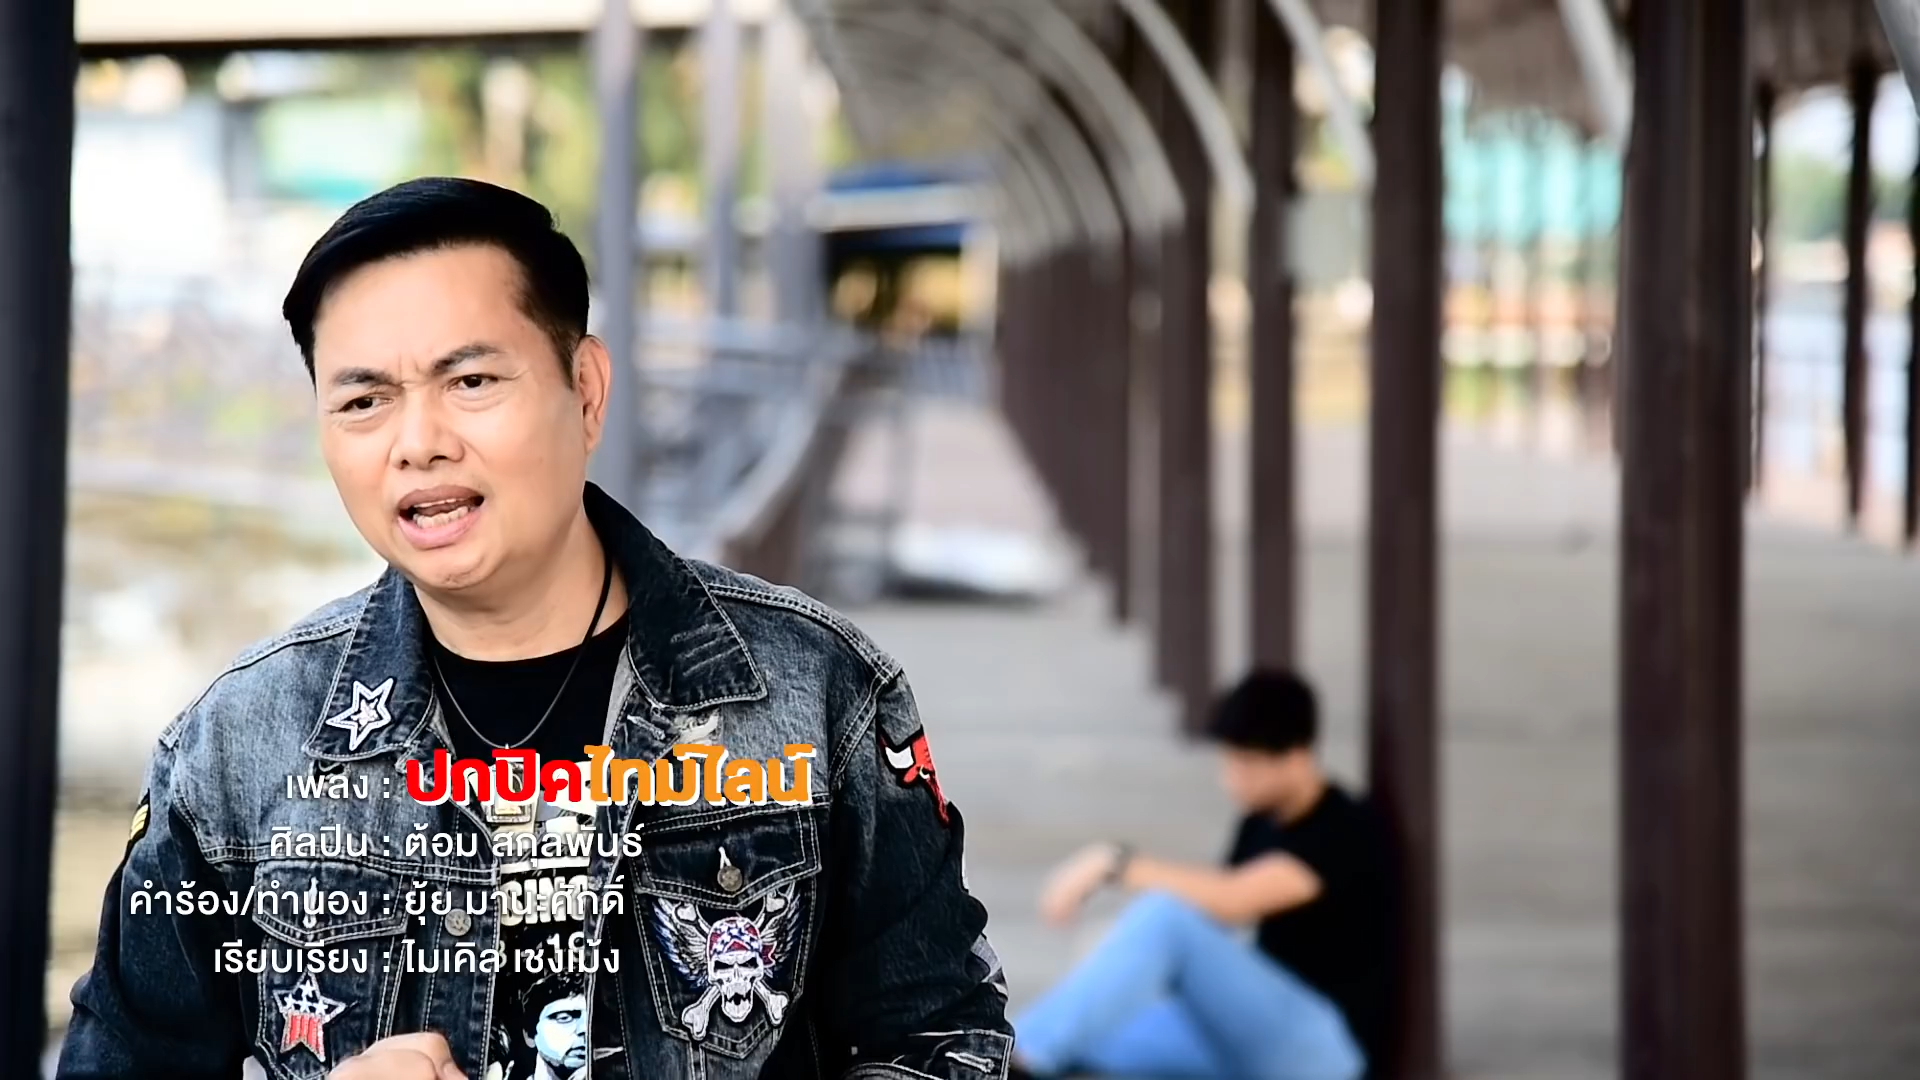 เพลง : ปกปิดไทม์ไลน์
ศิลปิน : ต้อม สกุลพันธ์
คำร้อง/ทำนอง : ยุ้ย มานะศักดิ์
เรียบเรียง : ไมเคิล เชงเม้ง